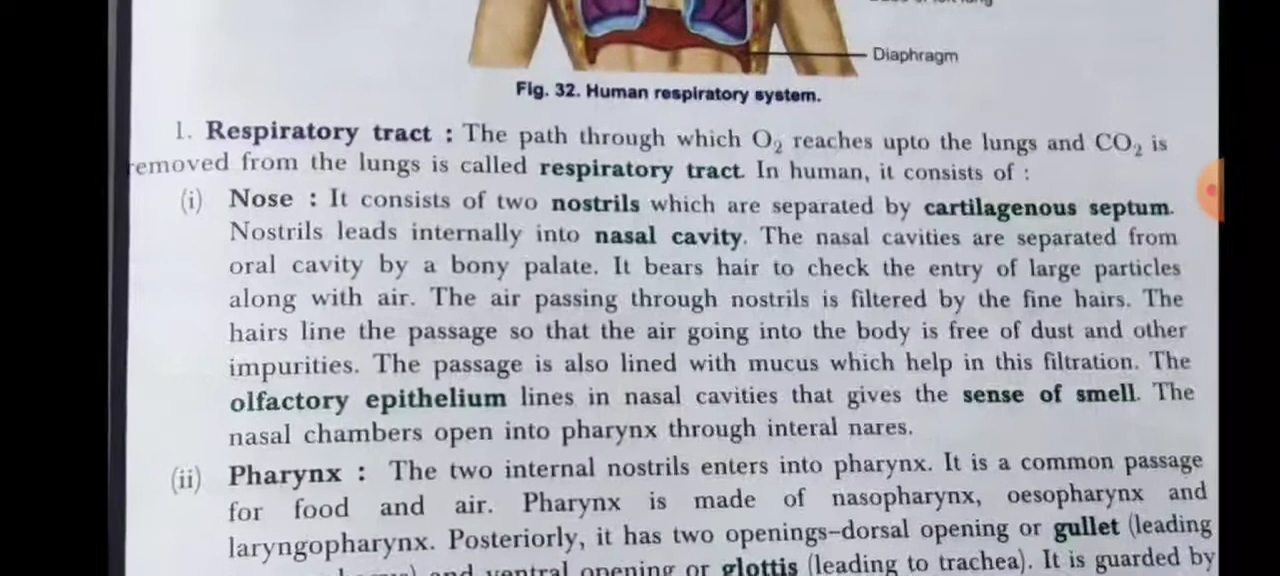 Diaphragm
Fig. 32. Human respiratory system.
1. Respiratory tract : The path through which O₂ reaches upto the lungs and CO₂ is
removed from the lungs is called respiratory tract. In human, it consists of :
(i) Nose : It consists of two nostrils which are separated by cartilagenous septum.
Nostrils leads internally into nasal cavity. The nasal cavities are separated from
oral cavity by a bony palate. It bears hair to check the entry of large particles
along with air. The air passing through nostrils is filtered by the fine hairs. The
hairs line the passage so that the air going into the body is free of dust and other
impurities. The passage is also lined with mucus which help in this filtration. The
olfactory epithelium lines in nasal cavities that gives the sense of smell. The
nasal chambers open into pharynx through interal nares.
(ii) Pharynx : The two internal nostrils enters into pharynx. It is a common passage
for food and air. Pharynx is made of nasopharynx, oesopharynx and
laryngopharynx. Posteriorly, it has two openings–dorsal opening or gullet (leading
and ventral opening or glottis (leading to trachea). It is guarded by